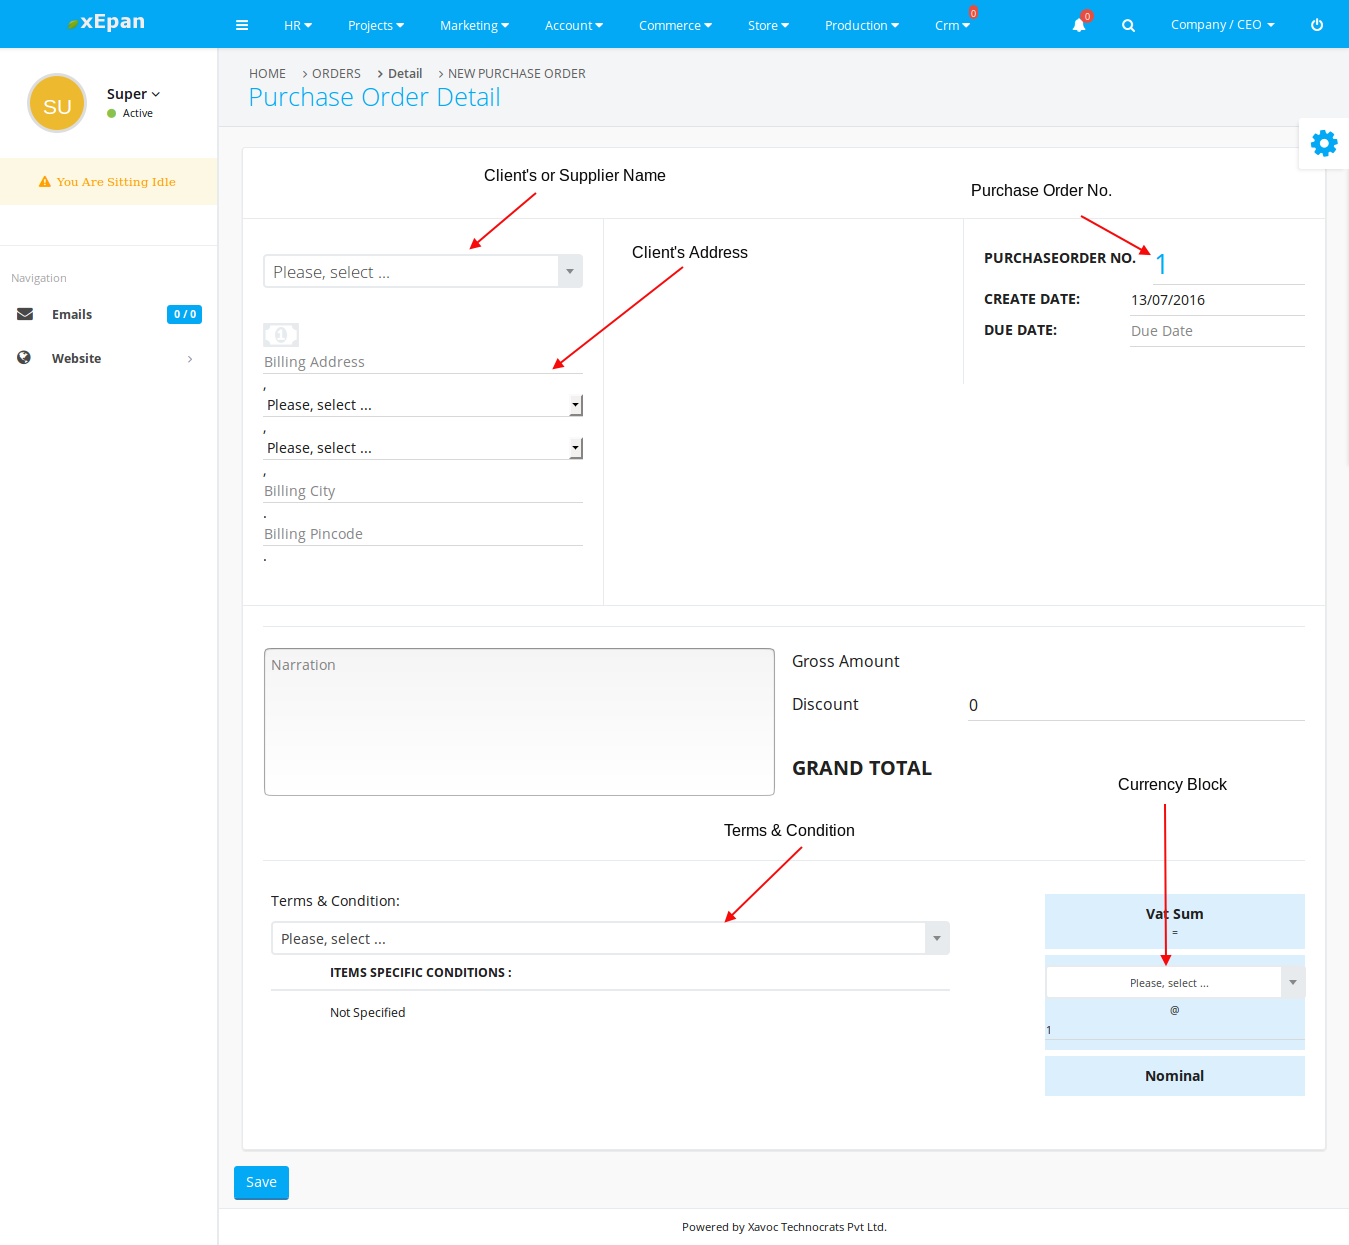 xEpan
HR Projects Marketing Account Commerce Store Production Crm 0 0 Company / CEO
HOME > ORDERS > Detail > NEW PURCHASE ORDER
Purchase Order Detail
SU
Super
Active
You Are Sitting Idle
Navigation
Emails 0 / 0
Website
Client's or Supplier Name
Purchase Order No.
Client's Address
Please, select ...
PURCHASEORDER NO. 1
CREATE DATE: 13/07/2016
DUE DATE: Due Date
1
Billing Address
,
Please, select ...
,
Please, select ...
,
Billing City
.
Billing Pincode
.
Narration
Gross Amount
Discount 0
GRAND TOTAL
Currency Block
Terms & Condition
Terms & Condition:
Please, select ...
ITEMS SPECIFIC CONDITIONS :
Not Specified
Vat Sum
=
Please, select ...
@
1
Nominal
Save
Powered by Xavoc Technocrats Pvt Ltd.